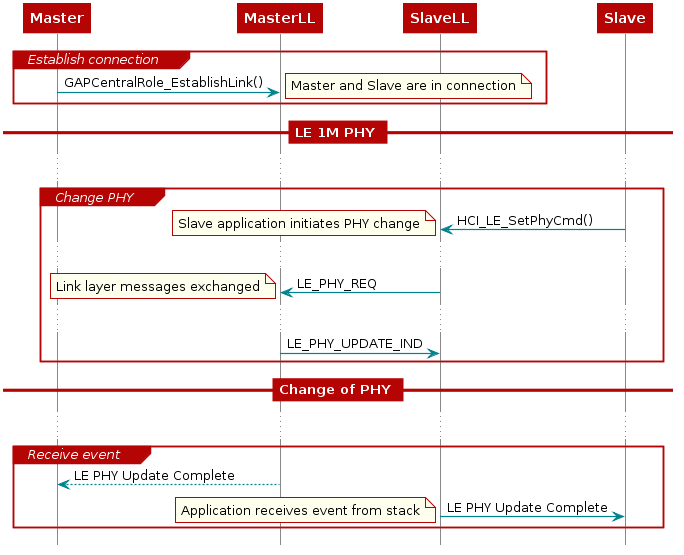 Master
MasterLL
SlaveLL
Slave
Establish connection
GAPCentralRole_EstablishLink()
Master and Slave are in connection
LE 1M PHY
Change PHY
Slave application initiates PHY change
HCI_LE_SetPhyCmd()
Link layer messages exchanged
LE_PHY_REQ
LE_PHY_UPDATE_IND
Change of PHY
Receive event
LE PHY Update Complete
Application receives event from stack
LE PHY Update Complete